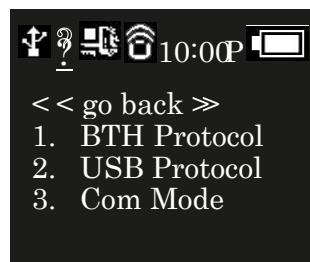 ? 10:00P
<< go back >>
1. BTH Protocol
2. USB Protocol
3. Com Mode